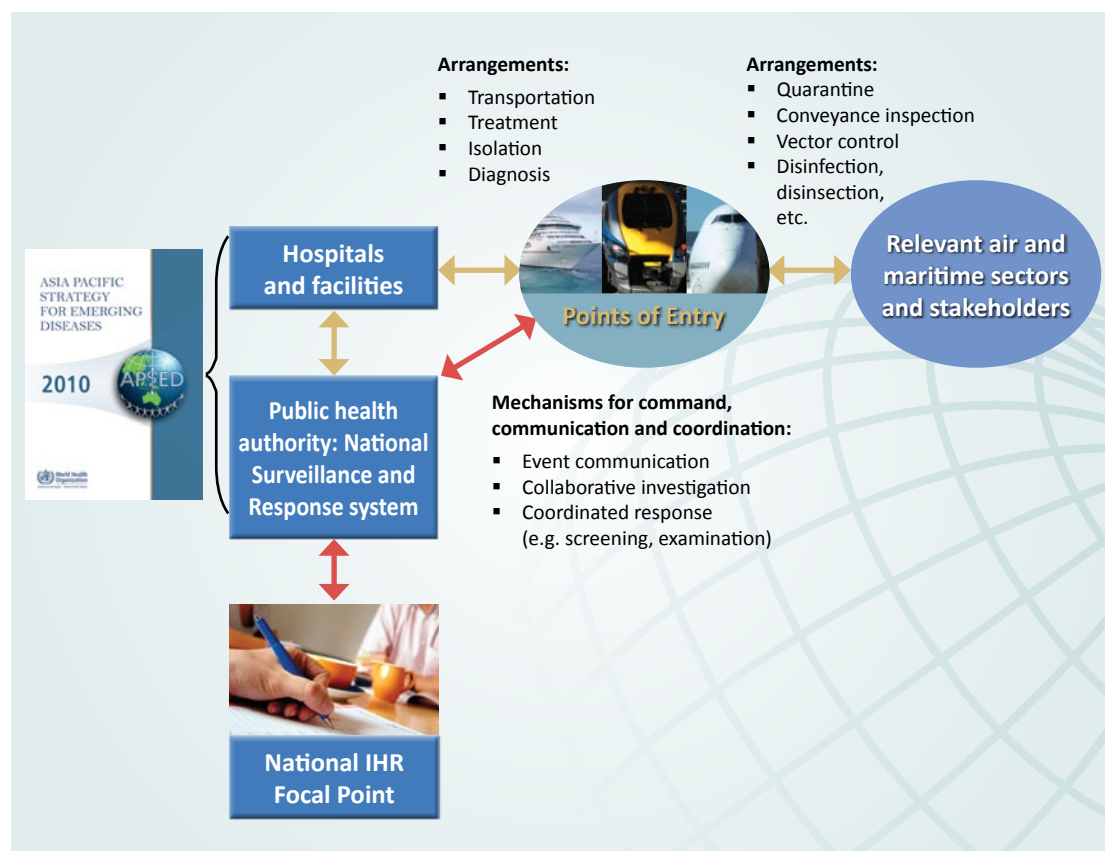 Arrangements:
▪ Transportation
▪ Treatment
▪ Isolation
▪ Diagnosis
Arrangements:
▪ Quarantine
▪ Conveyance inspection
▪ Vector control
▪ Disinfection,
disinsection,
etc.
ASIA PACIFIC
STRATEGY
FOR EMERGING
DISEASES
2010
APSED
World Health
Organization
Hospitals
and facilities
Points of Entry
Relevant air and
maritime sectors
and stakeholders
Public health
authority: National
Surveillance and
Response system
Mechanisms for command,
communication and coordination:
▪ Event communication
▪ Collaborative investigation
▪ Coordinated response
(e.g. screening, examination)
National IHR
Focal Point